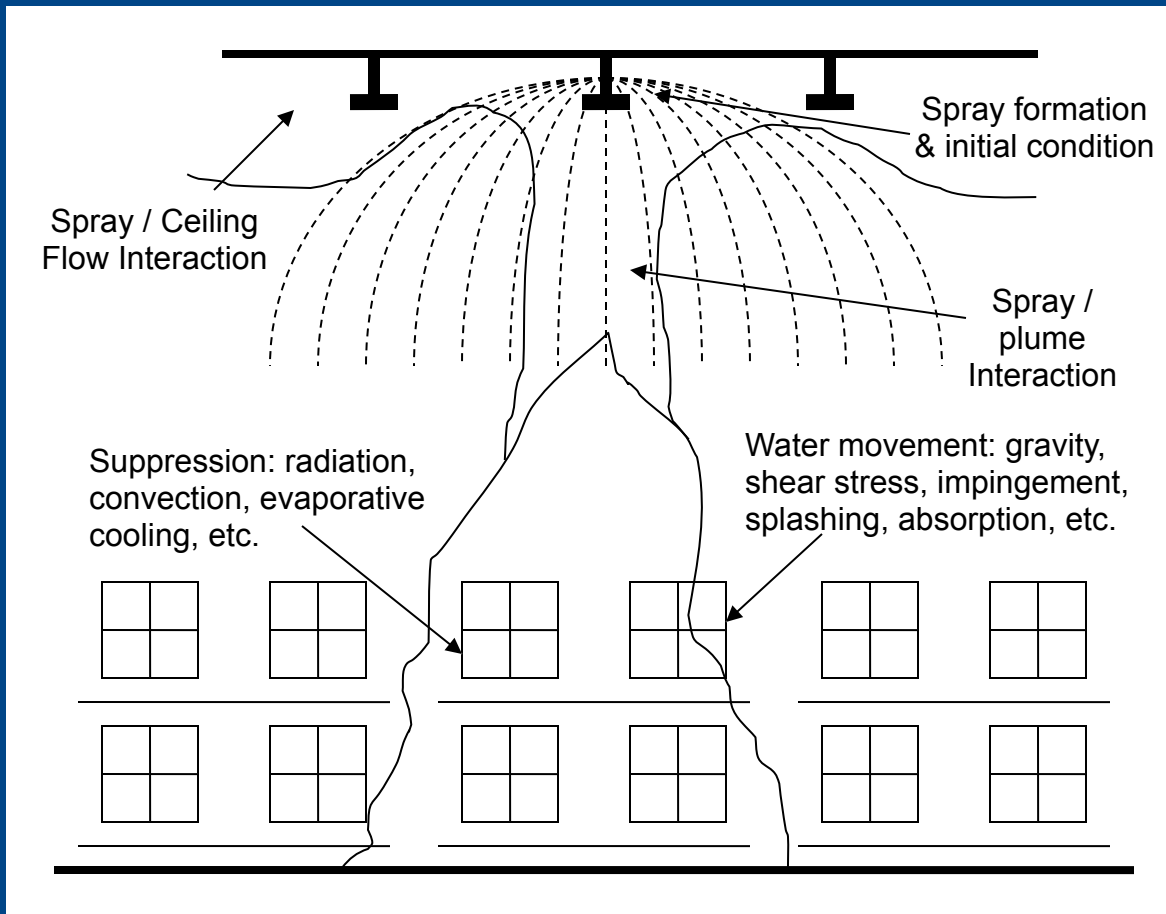 Spray formation
& initial condition
Spray / Ceiling
Flow Interaction
Spray /
plume
Interaction
Suppression: radiation,
convection, evaporative
cooling, etc.
Water movement: gravity,
shear stress, impingement,
splashing, absorption, etc.